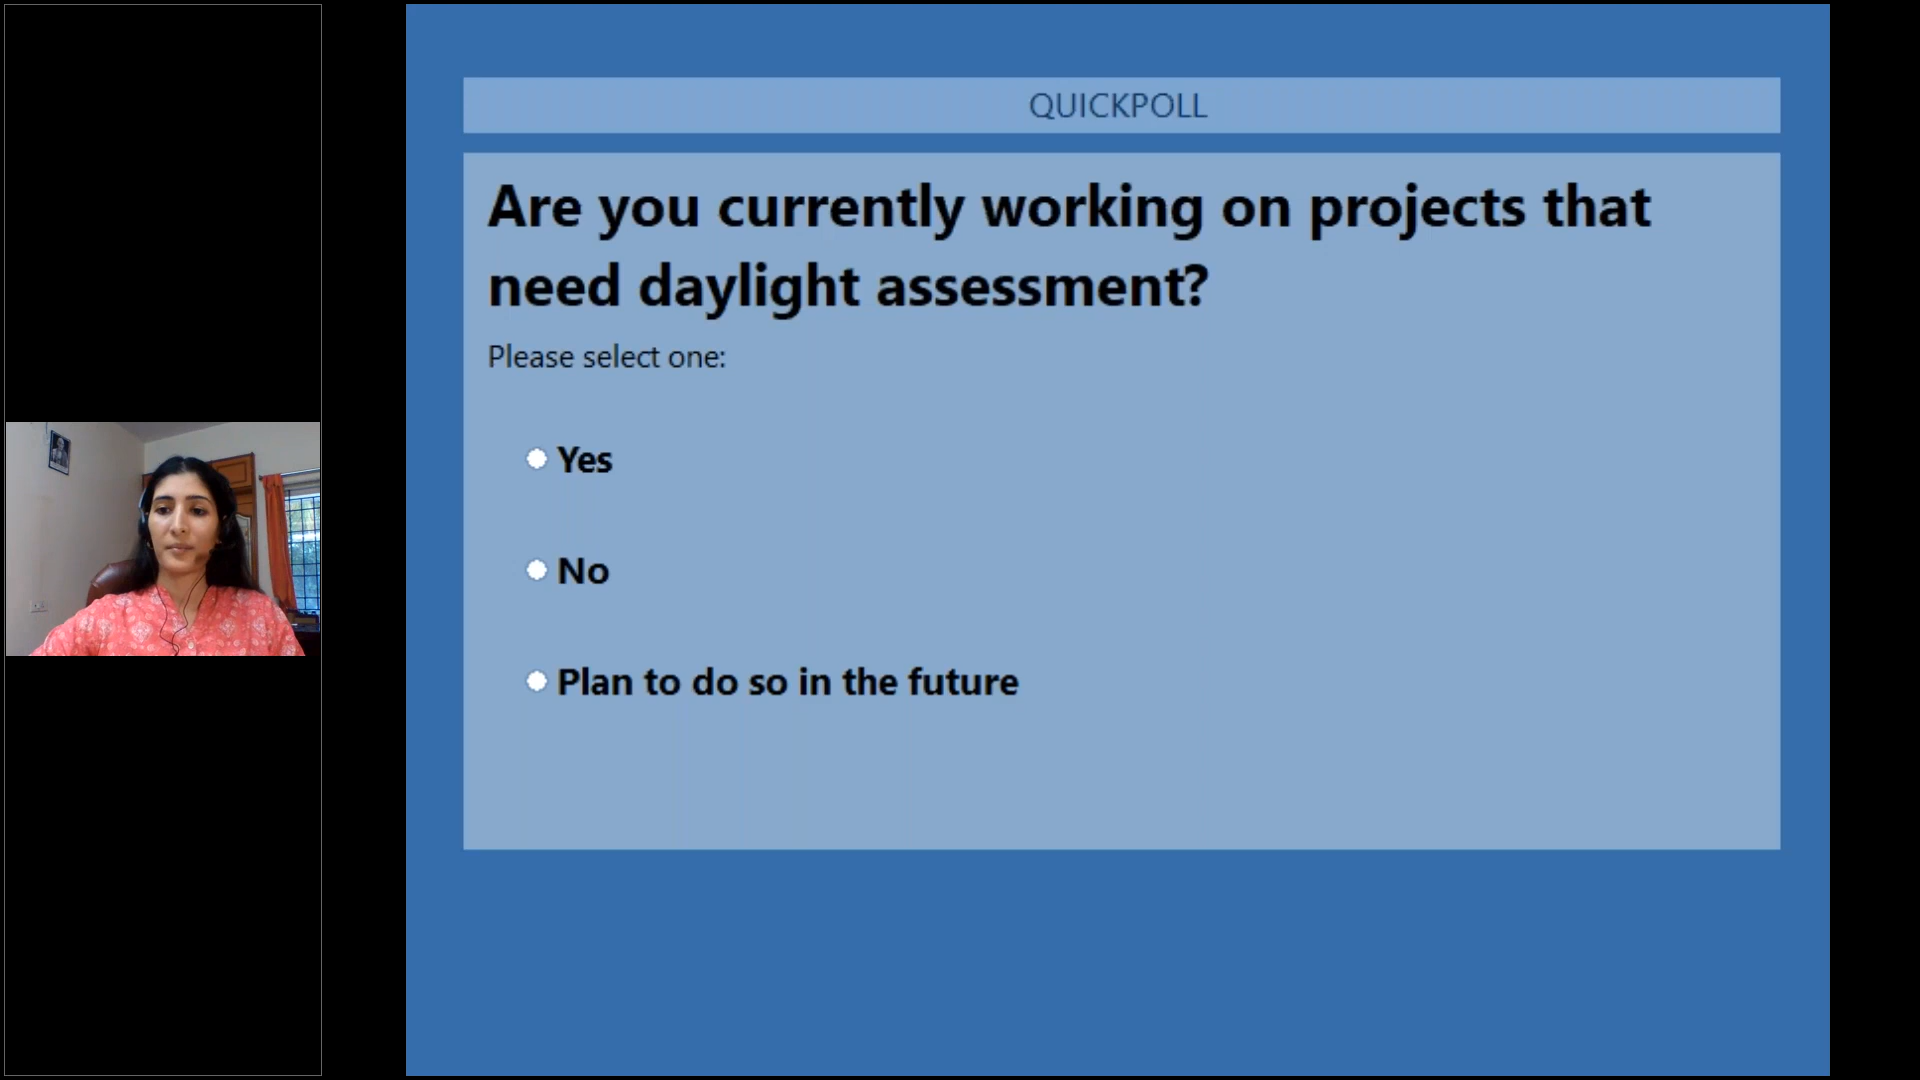 QUICKPOLL
Are you currently working on projects that
need daylight assessment?
Please select one:
Yes
No
Plan to do so in the future